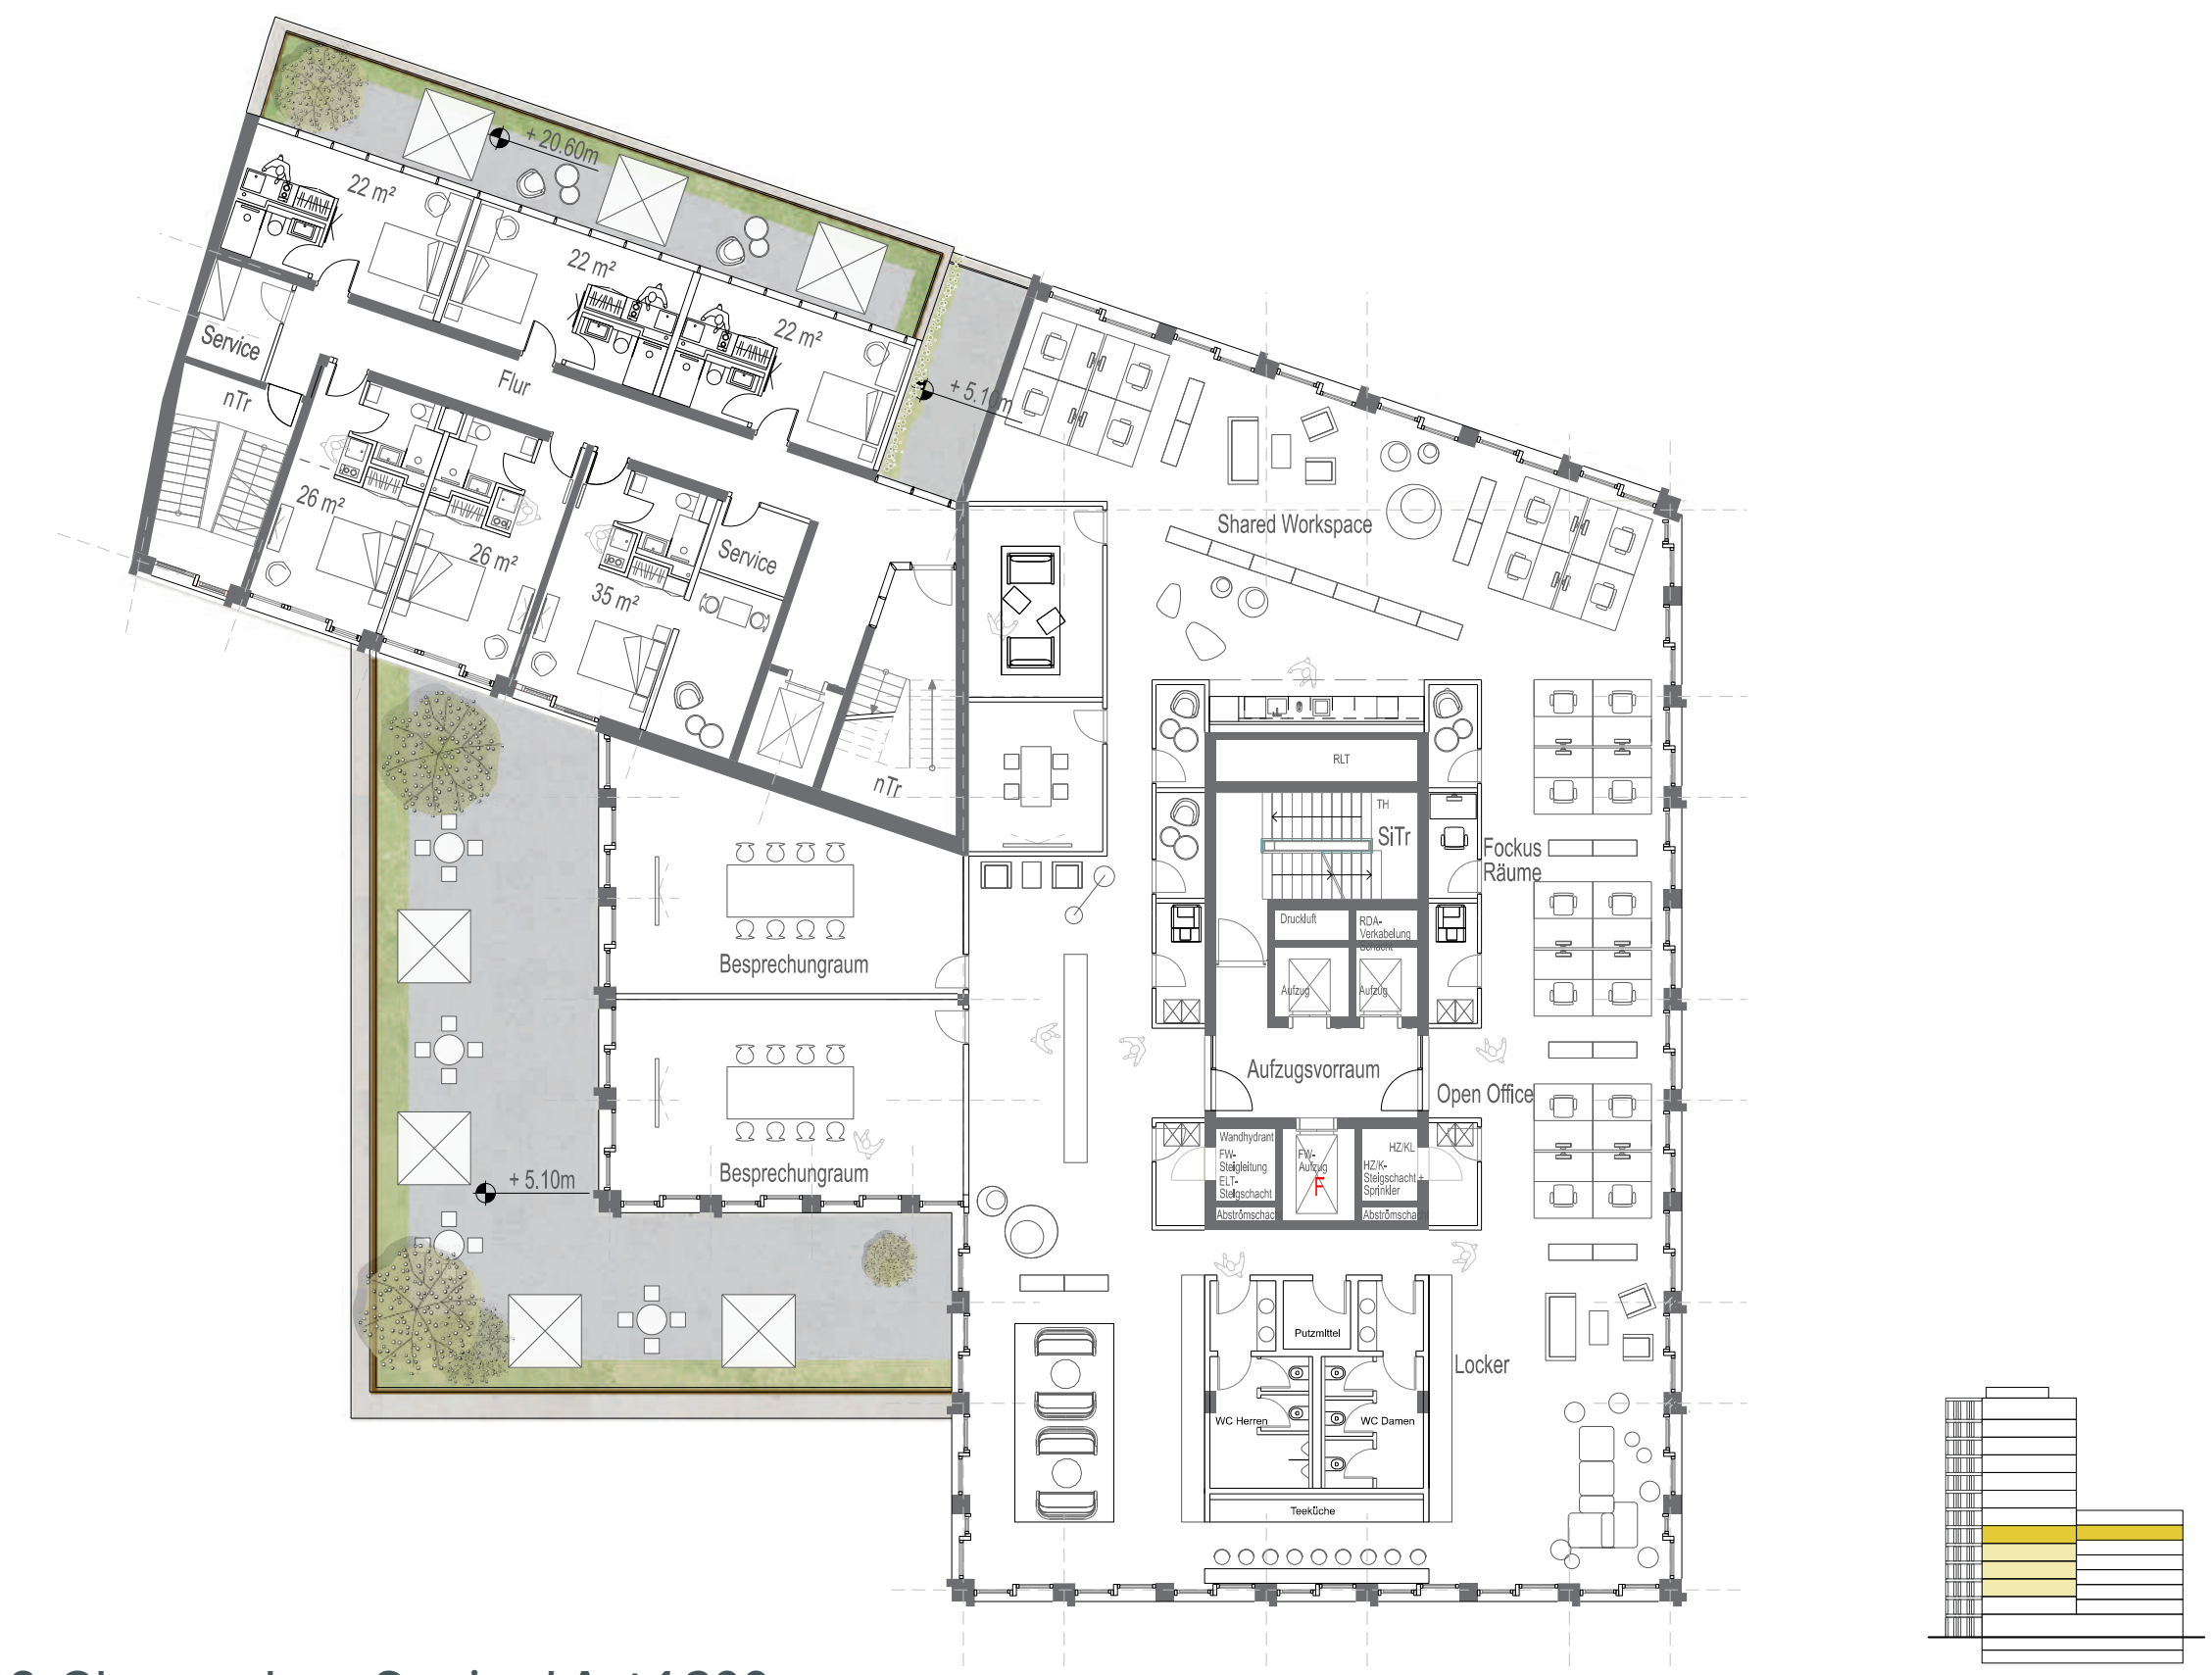 + 20.60m
22 m²
22 m²
22 m²
+ 5.10m
Service
Flur
nTr
26 m²
26 m²
35 m²
Service
nTr
Shared Workspace
RLT
TH
SiTr
Fockus
Räume
Druckluft
RDA-
Verkabelung
Schacht
Aufzug
Aufzug
Besprechungraum
Aufzugsvorraum
Open Office
Wandhydrant
FW-
Steigleitung
ELT-
Steigschacht
Abströmschacht
FW-
Aufzug
F
HZ/KL
HZ/K-
Steigschacht +
Sprinkler
Abströmschacht
Besprechungraum
+ 5.10m
Putzmittel
Locker
WC Herren
WC Damen
Teeküche